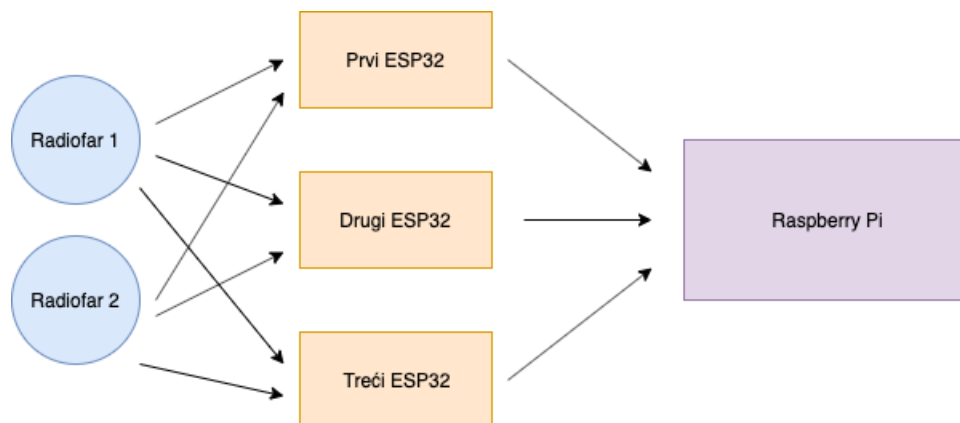 Prvi ESP32
Radiofar 1
Drugi ESP32
Raspberry Pi
Radiofar 2
Treći ESP32